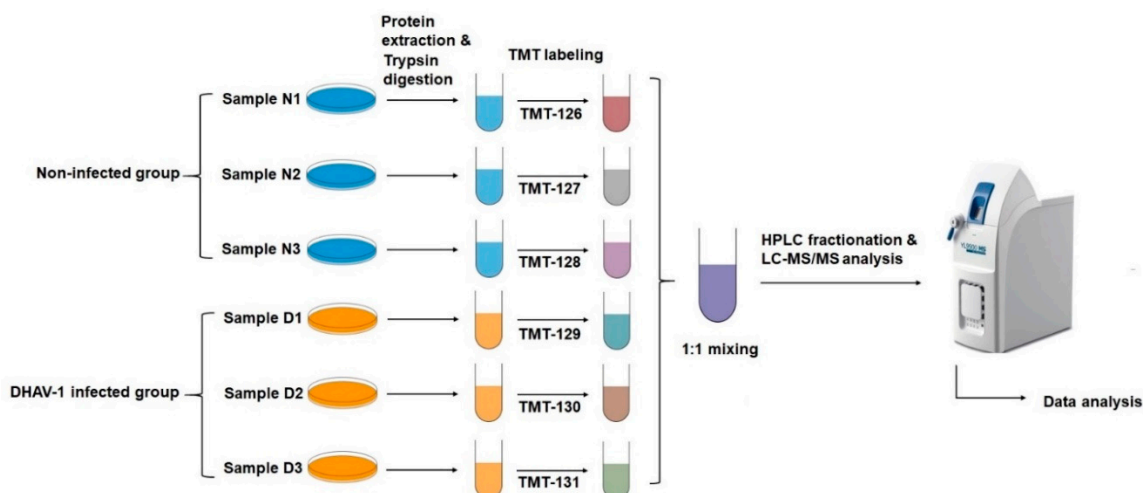 Protein
extraction &
Trypsin
digestion
TMT labeling
Sample N1
TMT-126
Sample N2
Non-infected group
TMT-127
Sample N3
TMT-128
HPLC fractionation &
LC-MS/MS analysis
Sample D1
TMT-129
1:1 mixing
DHAV-1 infected group
Sample D2
TMT-130
Data analysis
Sample D3
TMT-131